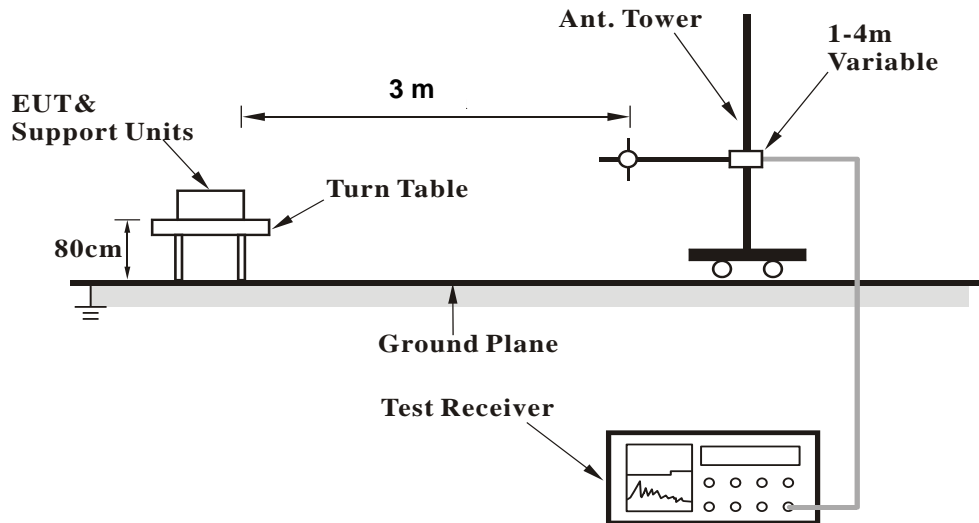 Ant. Tower
1-4m
Variable
3 m
EUT&
Support Units
Turn Table
80cm
Ground Plane
Test Receiver